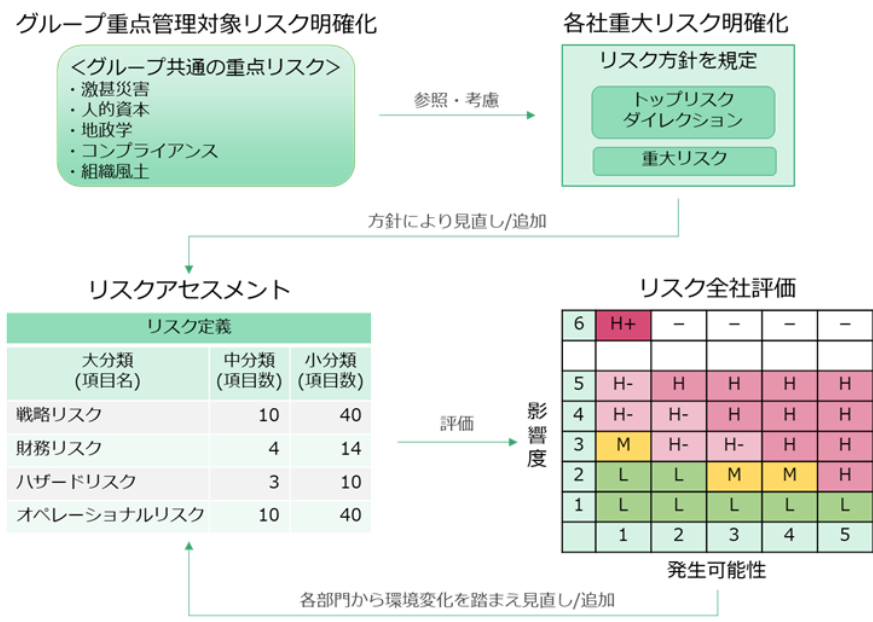 グループ重点管理対象リスク明確化
<グループ共通の重点リスク>
・激甚災害
・人的資本
・地政学
・コンプライアンス
・組織風土
参照・考慮
各社重大リスク明確化
リスク方針を規定
トップリスク
ダイレクション
重大リスク
方針により見直し/追加
リスクアセスメント
リスク定義
大分類 中分類 小分類
(項目名) (項目数) (項目数)
戦略リスク 10 40
財務リスク 4 14
ハザードリスク 3 10
オペレーショナルリスク 10 40
評価
リスク全社評価
影響度
6 H+ − − − −
5 H- H H H H
4 H- H- H H H
3 M H- H- H H
2 L L M M H
1 L L L L L
1 2 3 4 5
発生可能性
各部門から環境変化を踏まえ見直し/追加